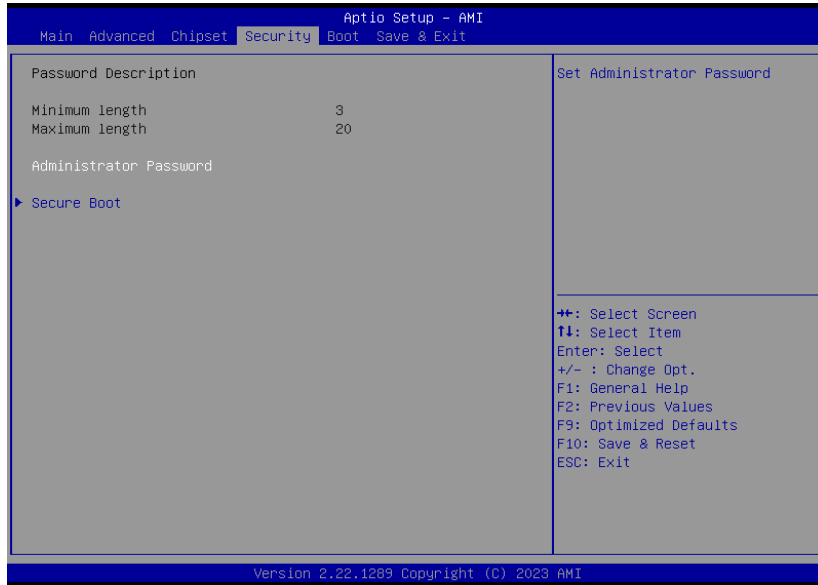 Aptio Setup - AMI
Main Advanced Chipset Security Boot Save & Exit
Password Description
Minimum length 3
Maximum length 20
Administrator Password
Secure Boot
Set Administrator Password
→←: Select Screen
↑↓: Select Item
Enter: Select
+/- : Change Opt.
F1: General Help
F2: Previous Values
F9: Optimized Defaults
F10: Save & Reset
ESC: Exit
Version 2.22.1289 Copyright (C) 2023 AMI